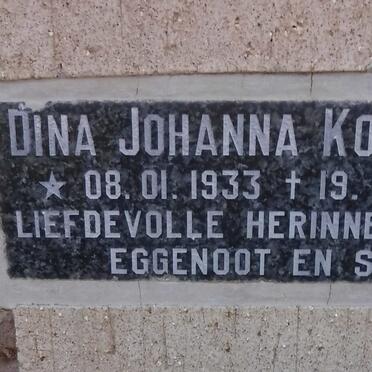 DINA JOHANNA KO
★ 08.01.1933 † 19.
LIEFDEVOLLE HERINNE
EGGENOOT EN S